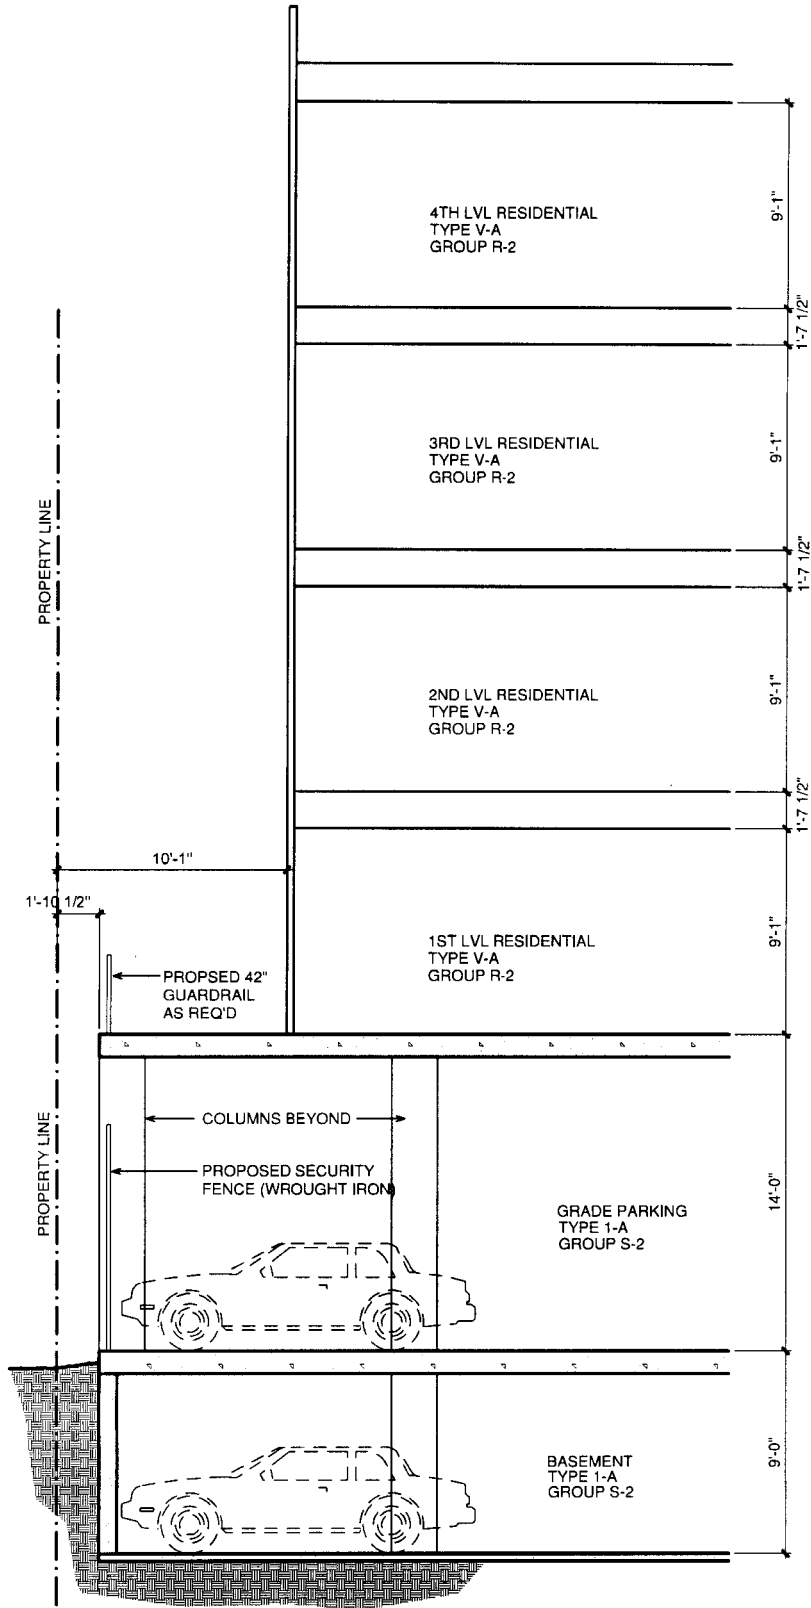 9'-1"
4TH LVL RESIDENTIAL
TYPE V-A
GROUP R-2
1'-7 1/2"
9'-1"
3RD LVL RESIDENTIAL
TYPE V-A
GROUP R-2
PROPERTY LINE
1'-7 1/2"
9'-1"
2ND LVL RESIDENTIAL
TYPE V-A
GROUP R-2
1'-7 1/2"
10'-1"
1'-10 1/2"
9'-1"
1ST LVL RESIDENTIAL
TYPE V-A
GROUP R-2
PROPSED 42"
GUARDRAIL
AS REQ'D
COLUMNS BEYOND
PROPERTY LINE
PROPOSED SECURITY
FENCE (WROUGHT IRON)
14'-0"
GRADE PARKING
TYPE 1-A
GROUP S-2
9'-0"
BASEMENT
TYPE 1-A
GROUP S-2